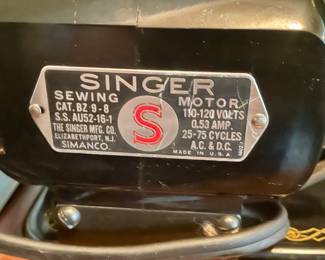 SINGER
SEWING MOTOR
CAT. BZ 9-8 110-120 VOLTS
S.S. AU52-16-1 0.53 AMP.
THE SINGER MFG. CO. 25-75 CYCLES
ELIZABETHPORT, N.J. A.C. & D.C.
SIMANCO. MADE IN U.S.A.
S